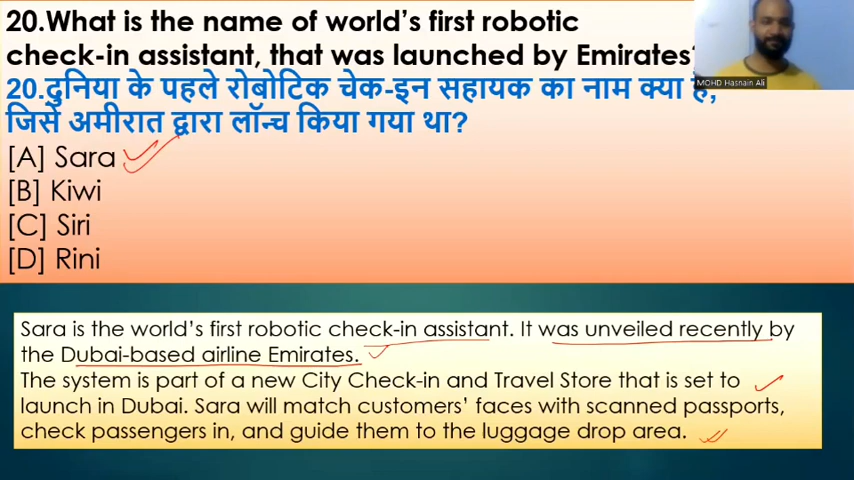 20.What is the name of world's first robotic
check-in assistant, that was launched by Emirates?
20.दुनिया के पहले रोबोटिक चेक-इन सहायक का नाम क्या है,
MOHD Hasnain Ali
जिसे अमीरात द्वारा लॉन्च किया गया था?
[A] Sara
[B] Kiwi
[C] Siri
[D] Rini
Sara is the world's first robotic check-in assistant. It was unveiled recently by
the Dubai-based airline Emirates.
The system is part of a new City Check-in and Travel Store that is set to
launch in Dubai. Sara will match customers' faces with scanned passports,
check passengers in, and guide them to the luggage drop area.